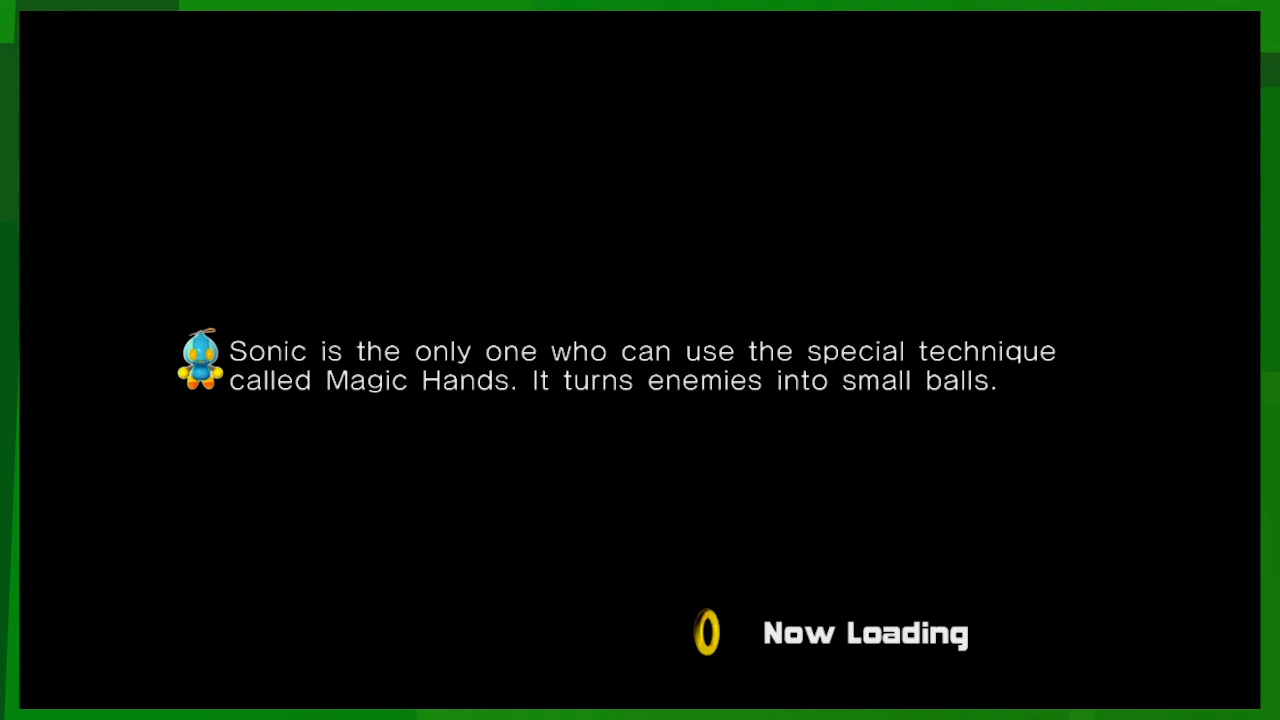 Sonic is the only one who can use the special technique
called Magic Hands. It turns enemies into small balls.
Now Loading